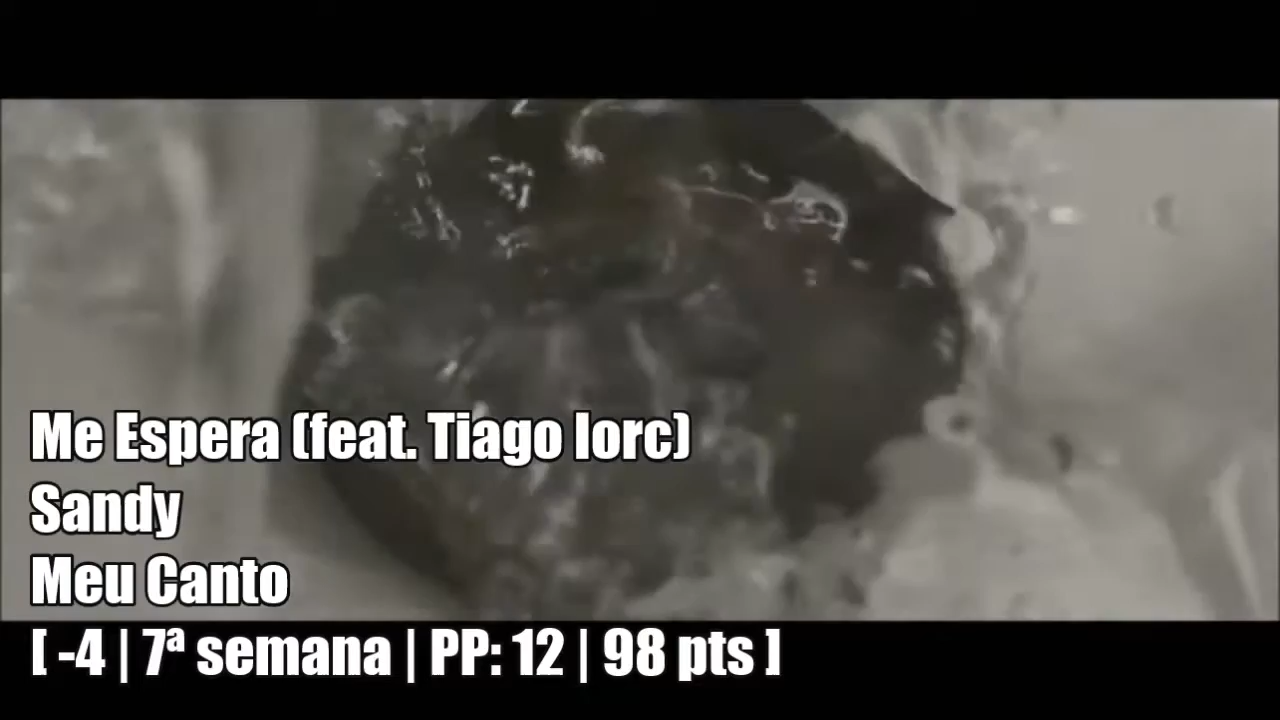 Me Espera (feat. Tiago Iorc)
Sandy
Meu Canto
[ -4 | 7ª semana | PP: 12 | 98 pts ]